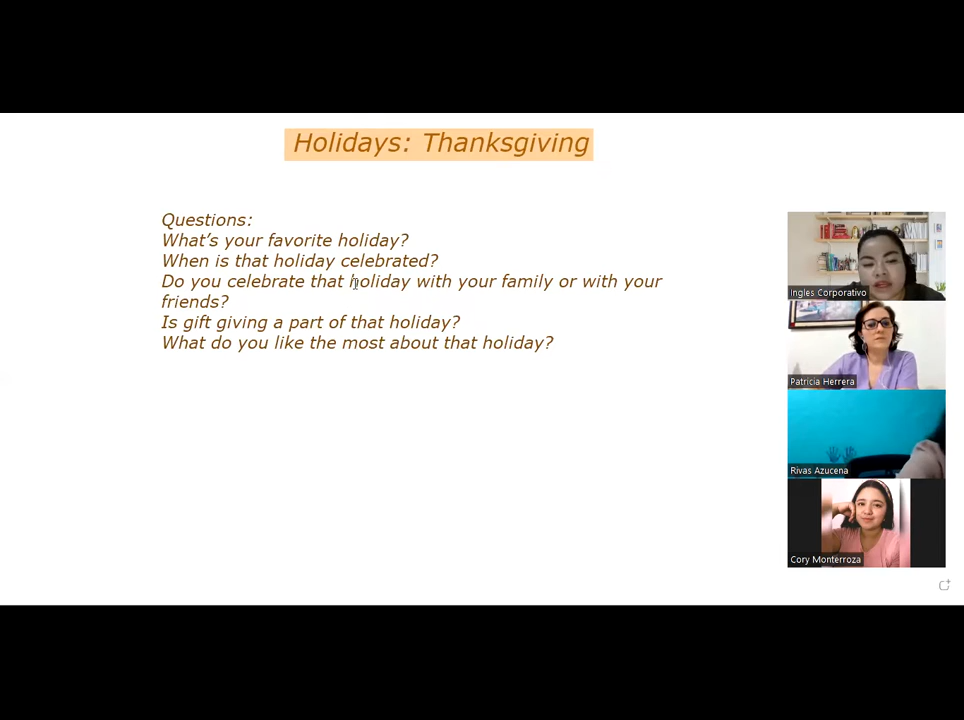 Holidays: Thanksgiving
Questions:
What's your favorite holiday?
When is that holiday celebrated?
Do you celebrate that holiday with your family or with your
friends?
Is gift giving a part of that holiday?
What do you like the most about that holiday?
Ingles Corporativo
Patricia Herrera
Rivas Azucena
Cory Monterroza